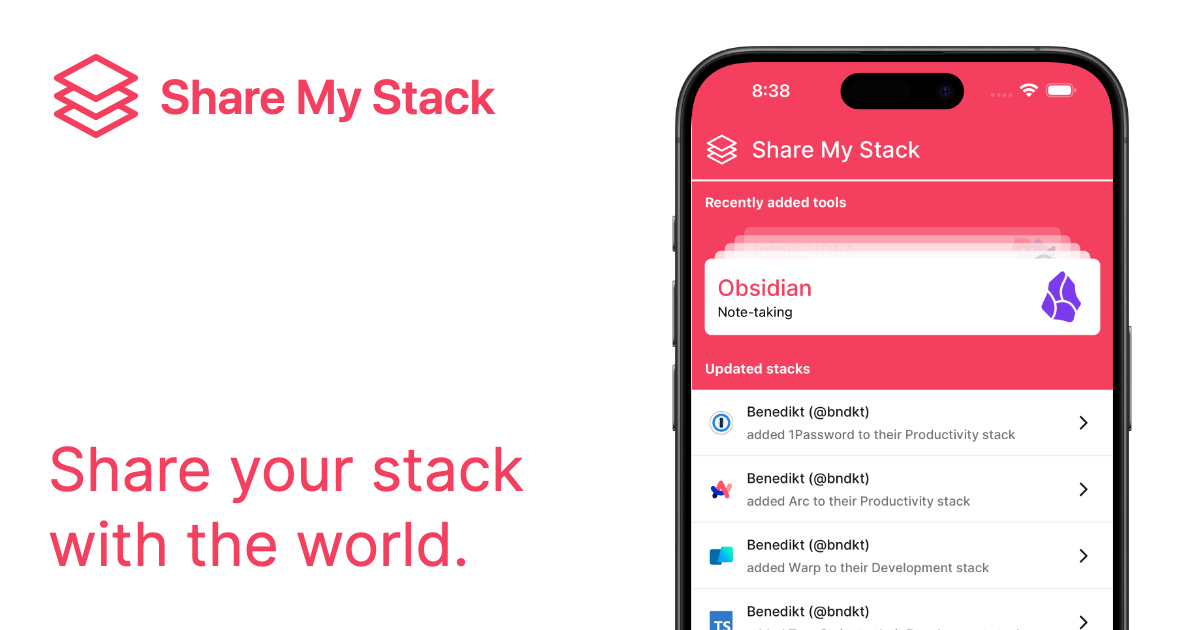 Share My Stack
Share your stack
with the world.
8:38
Share My Stack
Recently added tools
Obsidian
Note-taking
Updated stacks
Benedikt (@bndkt)
added 1Password to their Productivity stack
Benedikt (@bndkt)
added Arc to their Productivity stack
Benedikt (@bndkt)
added Warp to their Development stack
TS
Benedikt (@bndkt)